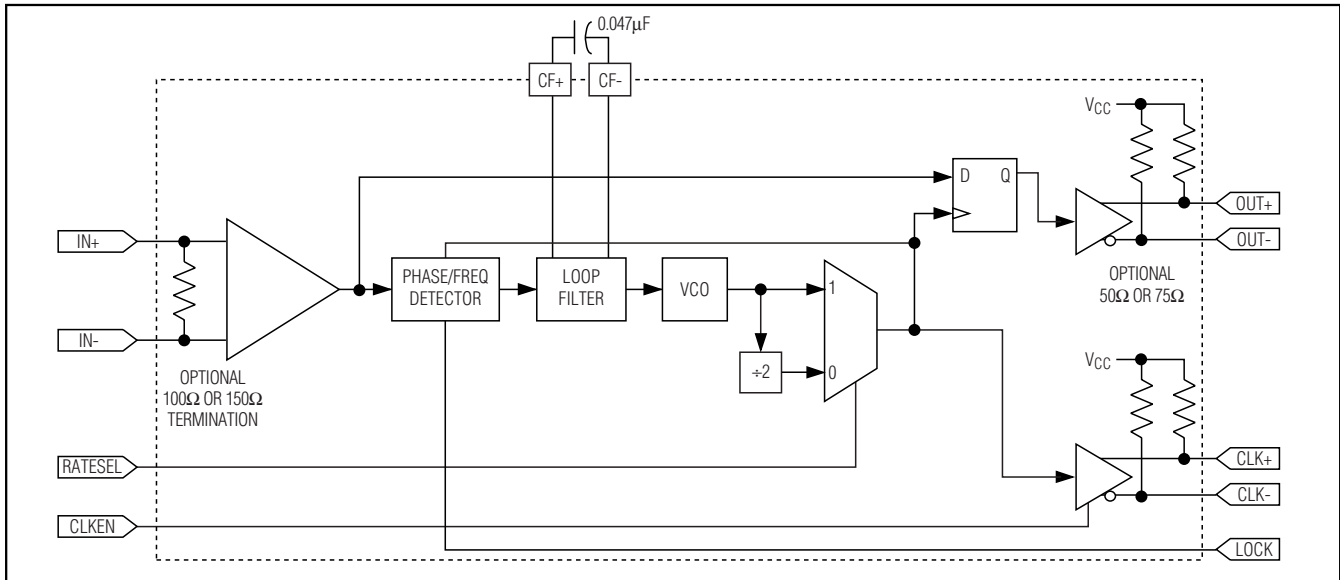 0.047μF
CF+
CF-
VCC
D
Q
IN+
OUT+
OUT-
PHASE/FREQ
DETECTOR
LOOP
FILTER
VCO
1
OPTIONAL
50Ω OR 75Ω
IN-
÷2
0
VCC
OPTIONAL
100Ω OR 150Ω
TERMINATION
RATESEL
CLK+
CLK-
CLKEN
LOCK